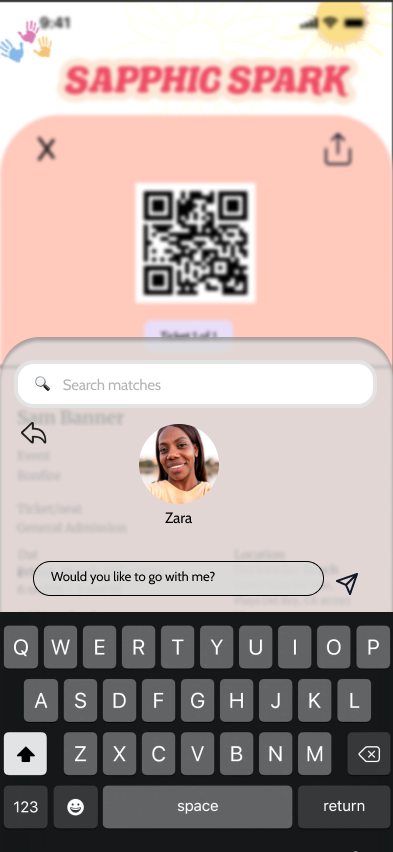 9:41
SAPPHIC SPARK
X
Ticket 1 of 1
🔍 Search matches
Sam Banner
Event
Bonfire
Zara
Ticket/seat
General Admission
Location
Would you like to go with me?
Q W E R T Y U I O P
A S D F G H J K L
Z X C V B N M
123 space return